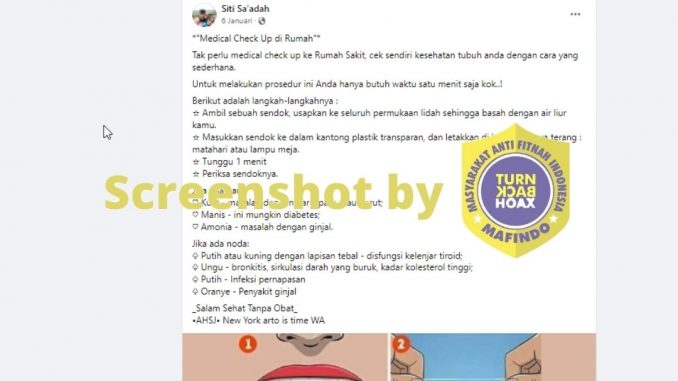 Siti Sa'adah
6 Januari ·
*"Medical Check Up di Rumah"*
Tak perlu medical check up ke Rumah Sakit, cek sendiri kesehatan tubuh anda dengan cara yang
sederhana.
Untuk melakukan prosedur ini Anda hanya butuh waktu satu menit saja kok..!
Berikut adalah langkah-langkahnya :
☆ Ambil sebuah sendok, usapkan ke seluruh permukaan lidah sehingga basah dengan air liur
kamu.
☆ Masukkan sendok ke dalam kantong plastik transparan, dan letakkan di terang :
matahari atau lampu meja.
☆ Tunggu 1 menit
☆ Periksa sendoknya.
♡ Manis - ini mungkin diabetes;
♡ Amonia - masalah dengan ginjal.
Jika ada noda:
♤ Putih atau kuning dengan lapisan tebal - disfungsi kelenjar tiroid;
♤ Ungu - bronkitis, sirkulasi darah yang buruk, kadar kolesterol tinggi;
♤ Putih - Infeksi pernapasan
♤ Oranye - Penyakit ginjal
_Salam Sehat Tanpa Obat_
•AHSJ• New York arto is time WA
1
2
Screenshot by
MASYARAKAT ANTI FITNAH INDONESIA
TURN
BACK
HOAX
MAFINDO